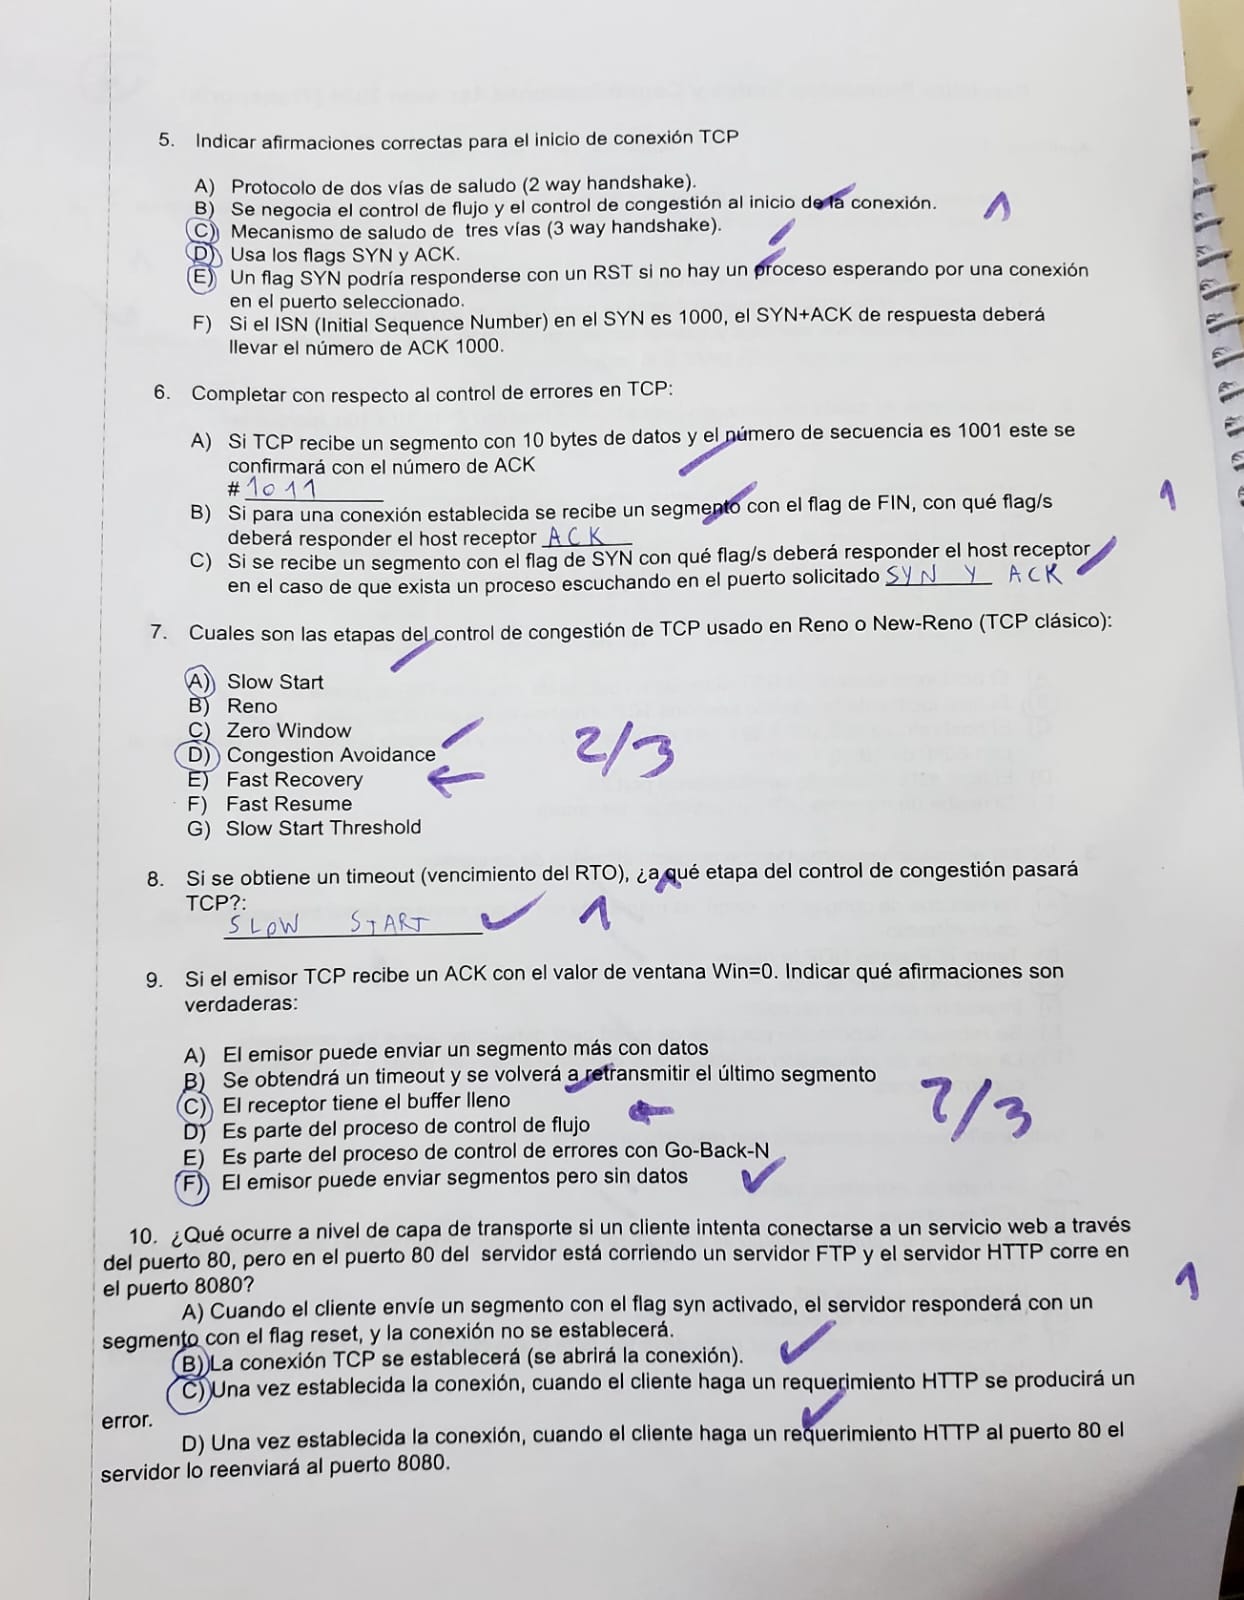 5. Indicar afirmaciones correctas para el inicio de conexión TCP
A) Protocolo de dos vías de saludo (2 way handshake).
B) Se negocia el control de flujo y el control de congestión al inicio de la conexión. 1
C) Mecanismo de saludo de tres vías (3 way handshake).
D) Usa los flags SYN y ACK.
E) Un flag SYN podría responderse con un RST si no hay un proceso esperando por una conexión
en el puerto seleccionado.
F) Si el ISN (Initial Sequence Number) en el SYN es 1000, el SYN+ACK de respuesta deberá
llevar el número de ACK 1000.
6. Completar con respecto al control de errores en TCP:
A) Si TCP recibe un segmento con 10 bytes de datos y el número de secuencia es 1001 este se
confirmará con el número de ACK
# 1011
B) Si para una conexión establecida se recibe un segmento con el flag de FIN, con qué flag/s 1
deberá responder el host receptor ACK
C) Si se recibe un segmento con el flag de SYN con qué flag/s deberá responder el host receptor
en el caso de que exista un proceso escuchando en el puerto solicitado SYN Y ACK
7. Cuales son las etapas del control de congestión de TCP usado en Reno o New-Reno (TCP clásico):
A) Slow Start
B) Reno
C) Zero Window
D) Congestion Avoidance 2/3
E) Fast Recovery
F) Fast Resume
G) Slow Start Threshold
8. Si se obtiene un timeout (vencimiento del RTO), ¿a qué etapa del control de congestión pasará
TCP?:
SLOW START 1
9. Si el emisor TCP recibe un ACK con el valor de ventana Win=0. Indicar qué afirmaciones son
verdaderas:
A) El emisor puede enviar un segmento más con datos
B) Se obtendrá un timeout y se volverá a retransmitir el último segmento
C) El receptor tiene el buffer lleno 2/3
D) Es parte del proceso de control de flujo
E) Es parte del proceso de control de errores con Go-Back-N
F) El emisor puede enviar segmentos pero sin datos
10. ¿Qué ocurre a nivel de capa de transporte si un cliente intenta conectarse a un servicio web a través
del puerto 80, pero en el puerto 80 del servidor está corriendo un servidor FTP y el servidor HTTP corre en
el puerto 8080? 1
A) Cuando el cliente envíe un segmento con el flag syn activado, el servidor responderá con un
segmento con el flag reset, y la conexión no se establecerá.
B) La conexión TCP se establecerá (se abrirá la conexión).
C) Una vez establecida la conexión, cuando el cliente haga un requerimiento HTTP se producirá un
error.
D) Una vez establecida la conexión, cuando el cliente haga un requerimiento HTTP al puerto 80 el
servidor lo reenviará al puerto 8080.